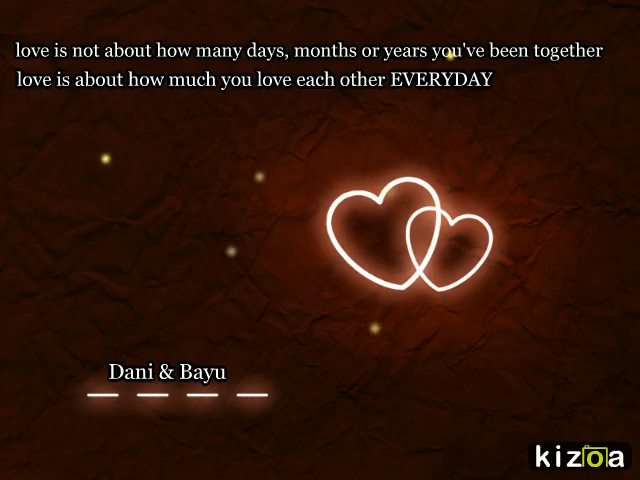 love is not about how many days, months or years you've been together
love is about how much you love each other EVERYDAY
Dani & Bayu
kizoa